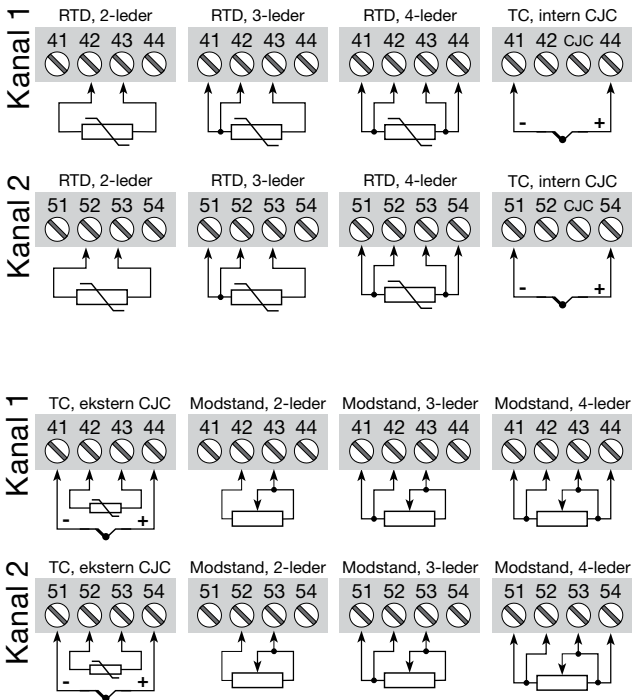 Kanal 1
RTD, 2-leder RTD, 3-leder RTD, 4-leder TC, intern CJC
41 42 43 44 41 42 43 44 41 42 43 44 41 42 CJC 44
- +
Kanal 2
RTD, 2-leder RTD, 3-leder RTD, 4-leder TC, intern CJC
51 52 53 54 51 52 53 54 51 52 53 54 51 52 CJC 54
- +
Kanal 1
TC, ekstern CJC Modstand, 2-leder Modstand, 3-leder Modstand, 4-leder
41 42 43 44 41 42 43 44 41 42 43 44 41 42 43 44
- +
Kanal 2
TC, ekstern CJC Modstand, 2-leder Modstand, 3-leder Modstand, 4-leder
51 52 53 54 51 52 53 54 51 52 53 54 51 52 53 54
- +